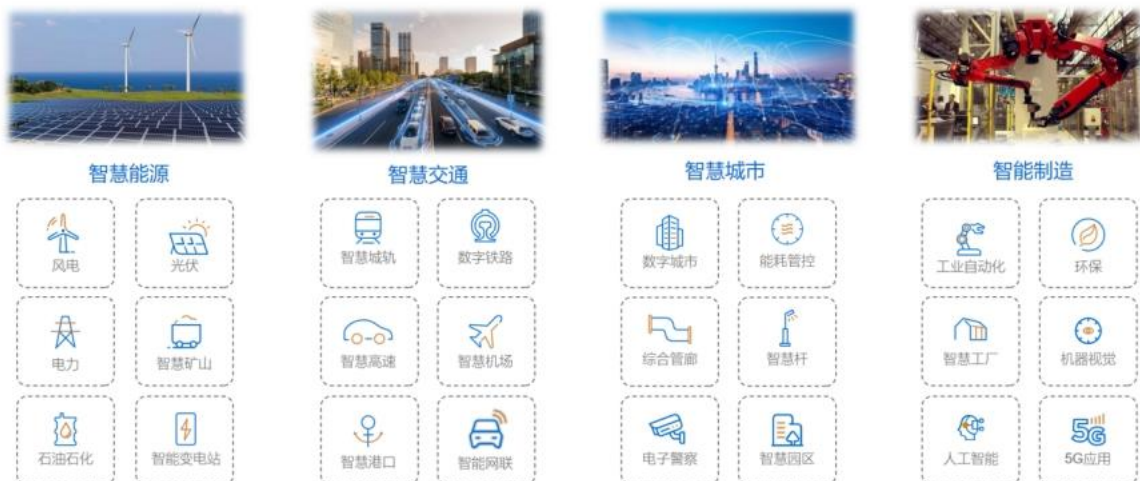 智慧能源
风电
光伏
电力
智慧矿山
石油石化
智能变电站
智慧交通
智慧城轨
数字铁路
智慧高速
智慧机场
智慧港口
智能网联
智慧城市
数字城市
能耗管控
综合管廊
智慧杆
电子警察
智慧园区
智能制造
工业自动化
环保
智慧工厂
机器视觉
人工智能
5G
5G应用